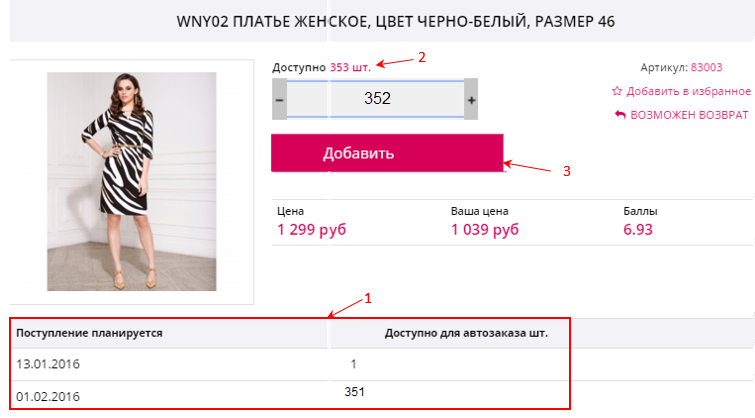 WNY02 ПЛАТЬЕ ЖЕНСКОЕ, ЦВЕТ ЧЕРНО-БЕЛЫЙ, РАЗМЕР 46
Доступно 353 шт.
2
Артикул: 83003
− 352 +
Добавить в избранное
ВОЗМОЖЕН ВОЗВРАТ
Добавить
3
Цена Ваша цена Баллы
1 299 руб 1 039 руб 6.93
1
Поступление планируется Доступно для автозаказа шт.
13.01.2016 1
01.02.2016 351